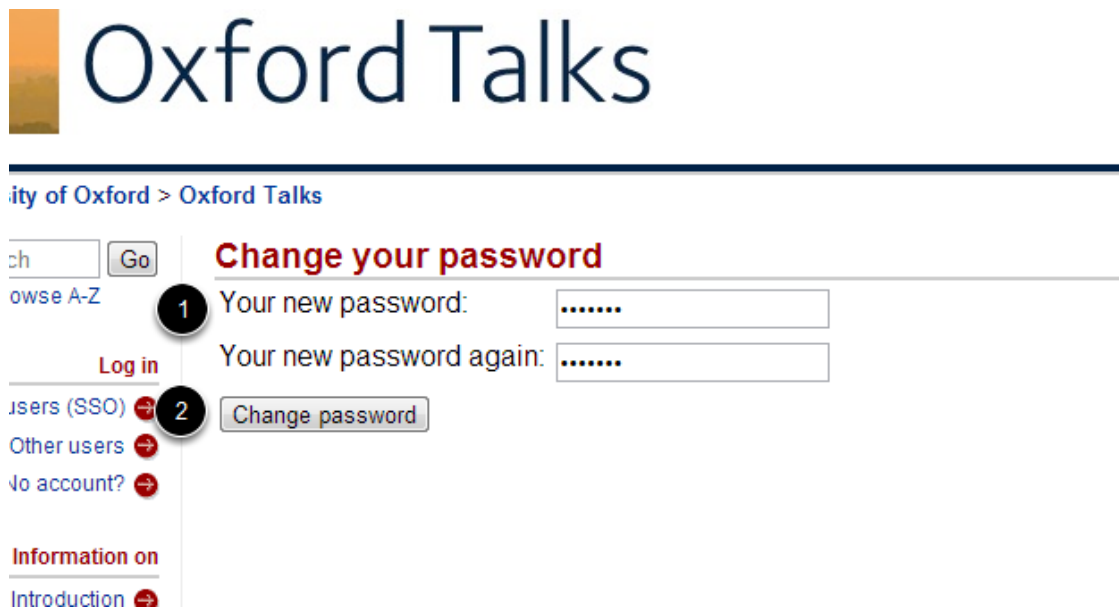 Oxford Talks
ity of Oxford > Oxford Talks
ch Go
owse A-Z
Change your password
1 Your new password: .......
Your new password again: .......
Log in
users (SSO)
2 Change password
Other users
No account?
Information on
Introduction